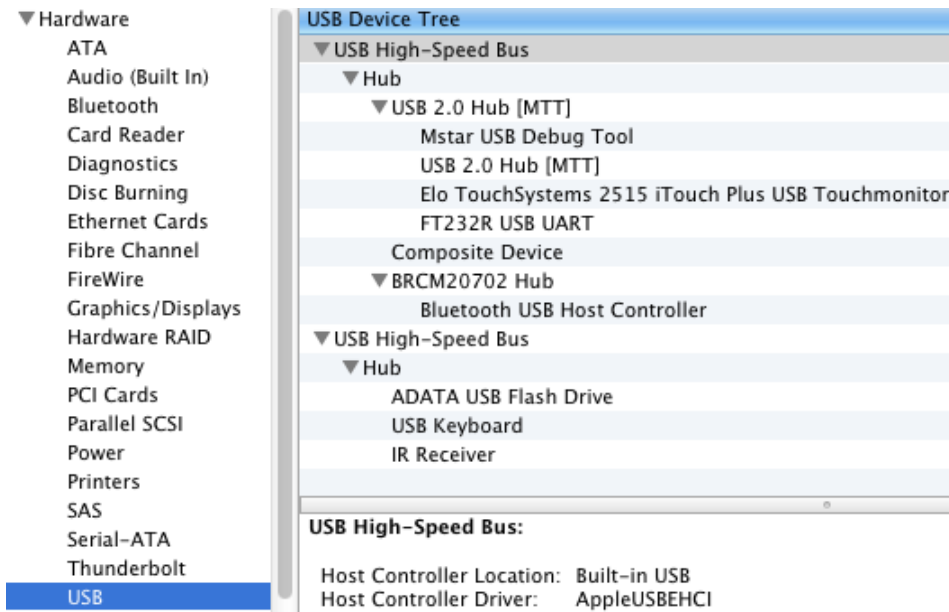 Hardware
ATA
Audio (Built In)
Bluetooth
Card Reader
Diagnostics
Disc Burning
Ethernet Cards
Fibre Channel
FireWire
Graphics/Displays
Hardware RAID
Memory
PCI Cards
Parallel SCSI
Power
Printers
SAS
Serial-ATA
Thunderbolt
USB
USB Device Tree
USB High-Speed Bus
Hub
USB 2.0 Hub [MTT]
Mstar USB Debug Tool
USB 2.0 Hub [MTT]
Elo TouchSystems 2515 iTouch Plus USB Touchmonitor
FT232R USB UART
Composite Device
BRCM20702 Hub
Bluetooth USB Host Controller
USB High-Speed Bus
Hub
ADATA USB Flash Drive
USB Keyboard
IR Receiver
USB High-Speed Bus:
Host Controller Location: Built-in USB
Host Controller Driver: AppleUSBEHCI